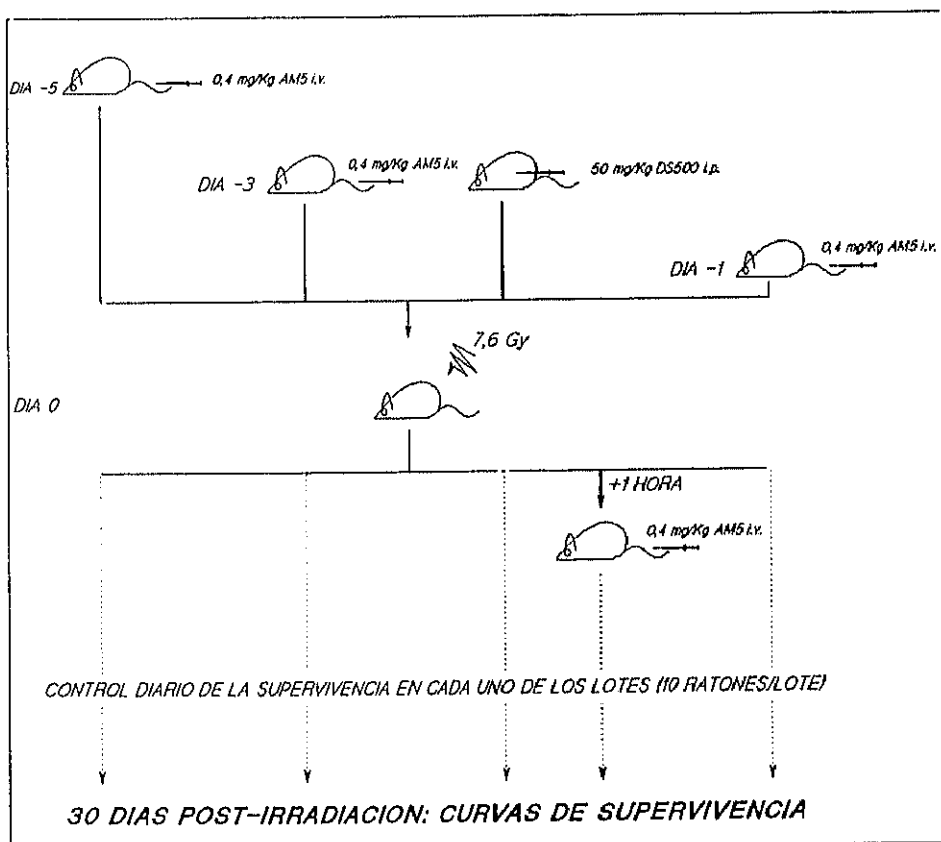 DIA -5
0,4 mg/Kg AM5 i.v.
DIA -3
0,4 mg/Kg AM5 i.v.
50 mg/Kg DS500 i.p.
DIA -1
0,4 mg/Kg AM5 i.v.
7,6 Gy
DIA 0
+1 HORA
0,4 mg/Kg AM5 i.v.
CONTROL DIARIO DE LA SUPERVIVENCIA EN CADA UNO DE LOS LOTES (10 RATONES/LOTE)
30 DIAS POST-IRRADIACION: CURVAS DE SUPERVIVENCIA